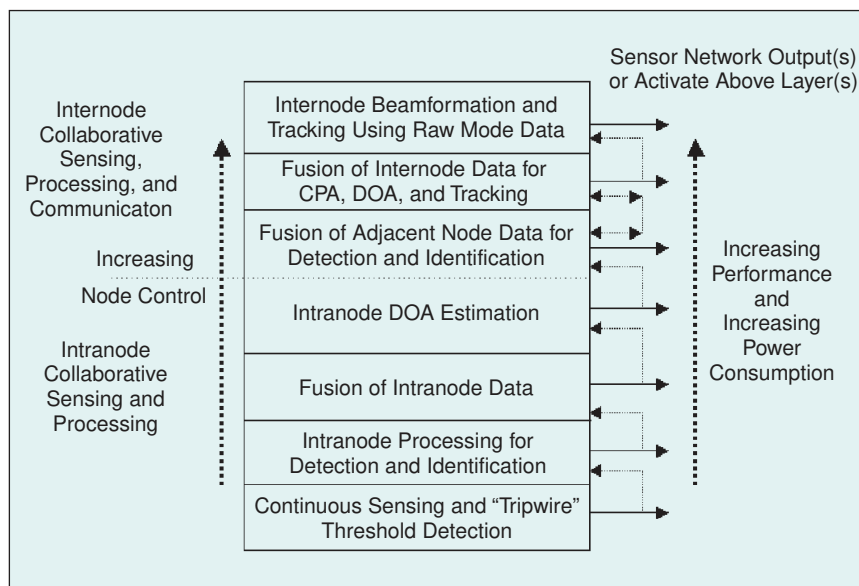 Sensor Network Output(s)
or Activate Above Layer(s)
Internode
Collaborative
Sensing,
Processing, and
Communicaton
Increasing
Node Control
Intranode
Collaborative
Sensing and
Processing
Internode Beamformation and
Tracking Using Raw Mode Data
Fusion of Internode Data for
CPA, DOA, and Tracking
Fusion of Adjacent Node Data for
Detection and Identification
Intranode DOA Estimation
Fusion of Intranode Data
Intranode Processing for
Detection and Identification
Continuous Sensing and “Tripwire”
Threshold Detection
Increasing
Performance
and
Increasing
Power
Consumption